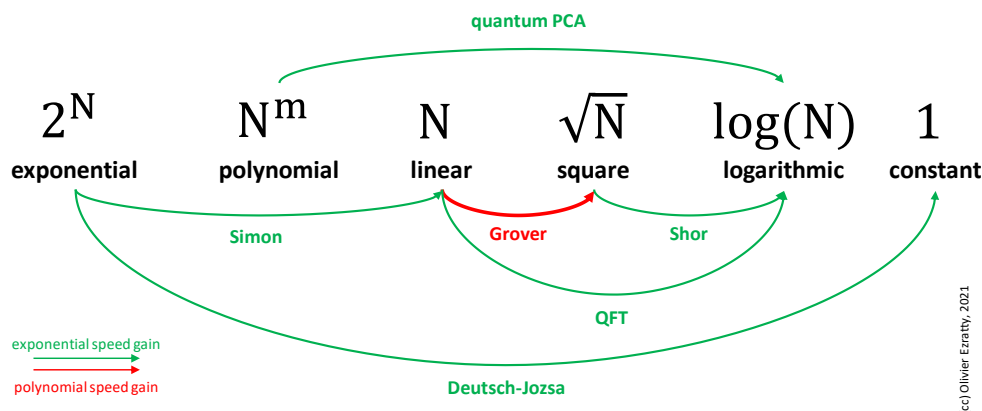 quantum PCA
2^N N^m N √N log(N) 1
exponential polynomial linear square logarithmic constant
Simon Grover Shor
QFT
exponential speed gain
polynomial speed gain
Deutsch-Jozsa
cc) Olivier Ezratty, 2021